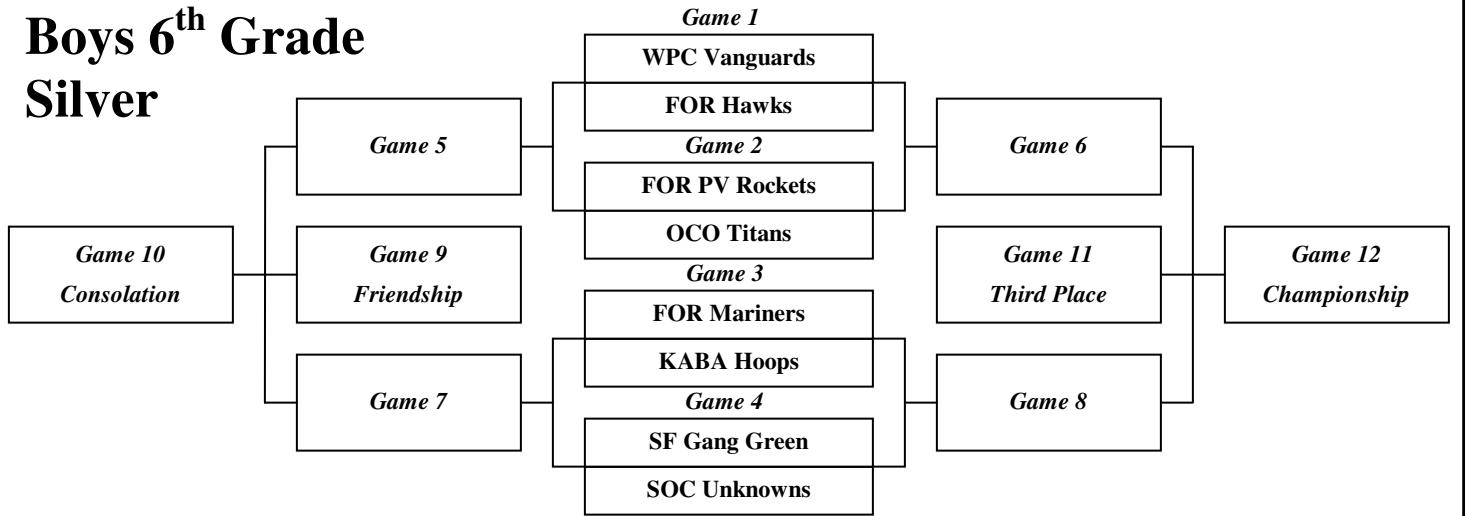 Boys 6th Grade
Silver
Game 1
WPC Vanguards
FOR Hawks
Game 2
FOR PV Rockets
OCO Titans
Game 3
FOR Mariners
KABA Hoops
Game 4
SF Gang Green
SOC Unknowns
Game 5
Game 6
Game 10
Consolation
Game 9
Friendship
Game 11
Third Place
Game 12
Championship
Game 7
Game 8